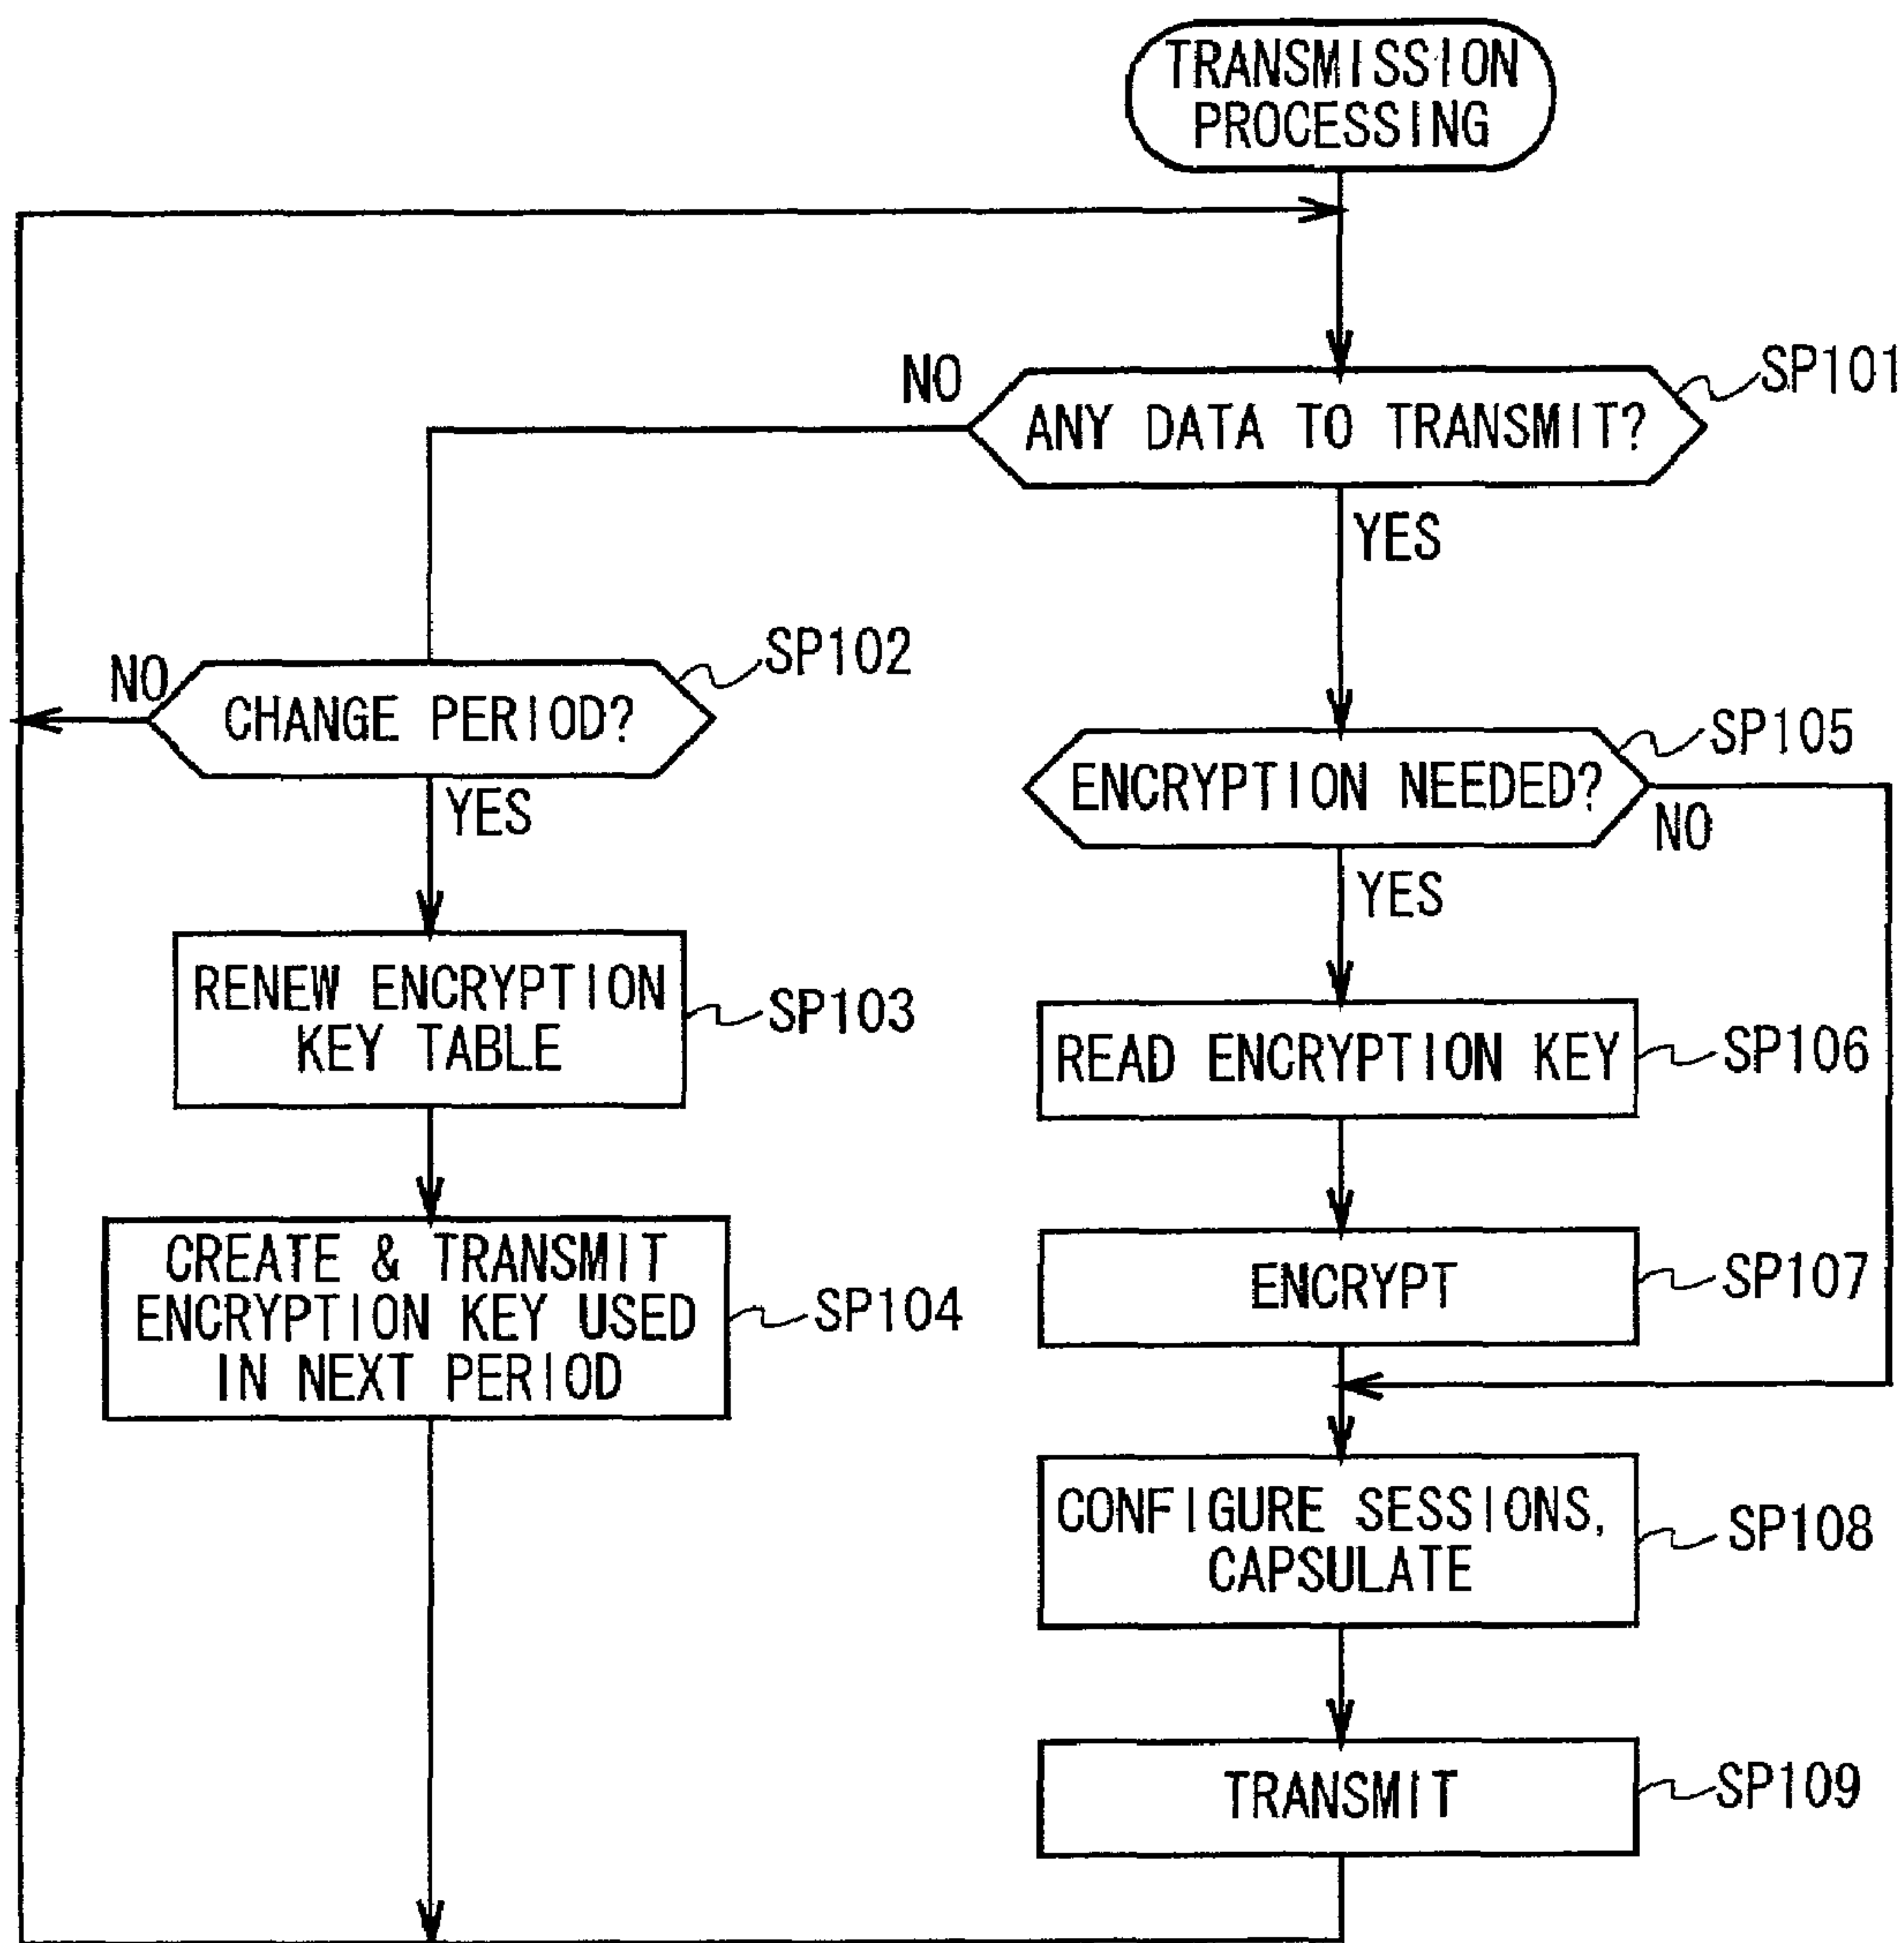 TRANSMISSION
PROCESSING
NO
SP101
ANY DATA TO TRANSMIT?
YES
SP102
NO
CHANGE PERIOD?
YES
SP105
ENCRYPTION NEEDED?
NO
YES
RENEW ENCRYPTION
KEY TABLE
SP103
READ ENCRYPTION KEY
SP106
CREATE & TRANSMIT
ENCRYPTION KEY USED
IN NEXT PERIOD
SP104
ENCRYPT
SP107
CONFIGURE SESSIONS,
CAPSULATE
SP108
TRANSMIT
SP109